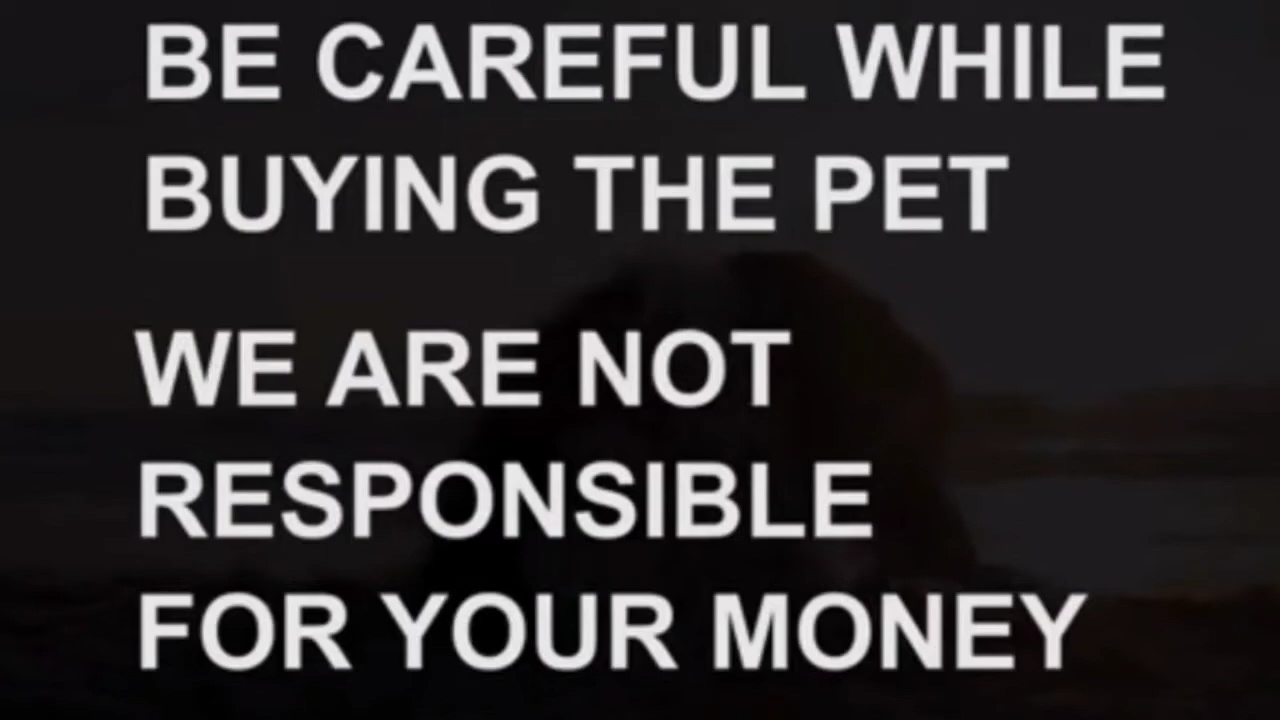 BE CAREFUL WHILE
BUYING THE PET
WE ARE NOT
RESPONSIBLE
FOR YOUR MONEY